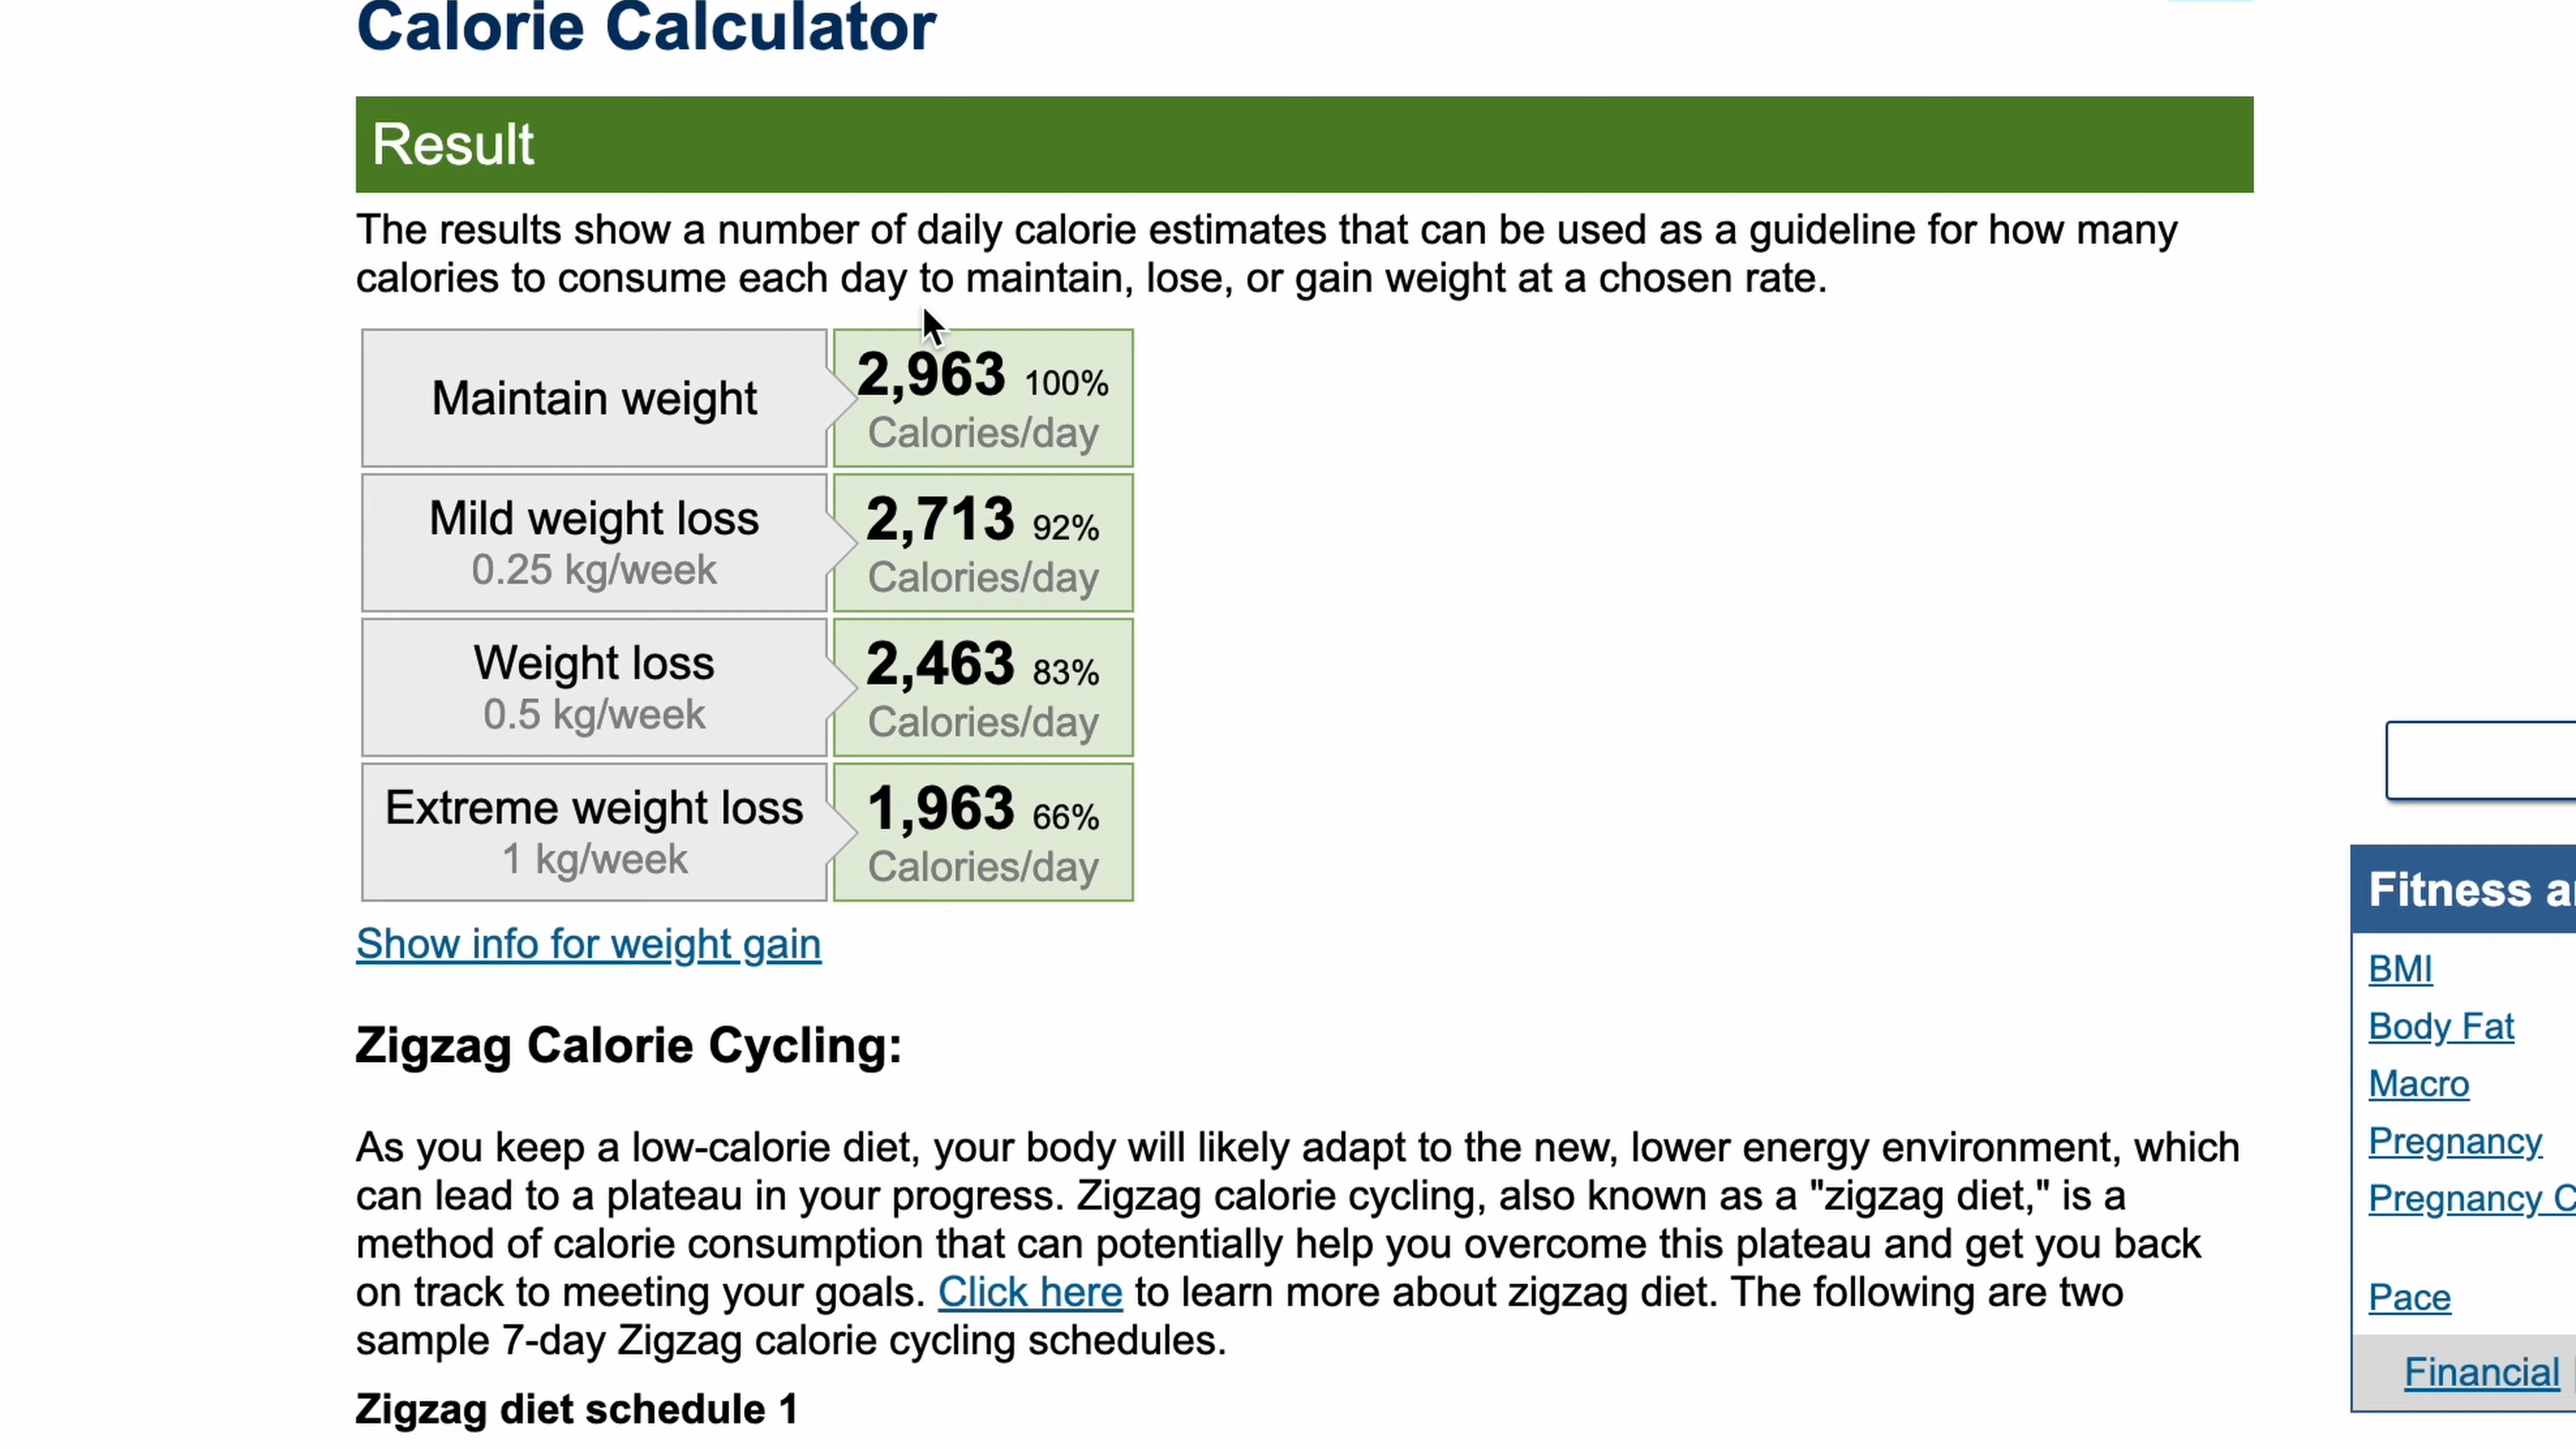 Calorie Calculator
Result
The results show a number of daily calorie estimates that can be used as a guideline for how many
calories to consume each day to maintain, lose, or gain weight at a chosen rate.
Maintain weight
2,963 100%
Calories/day
Mild weight loss
0.25 kg/week
2,713 92%
Calories/day
Weight loss
0.5 kg/week
2,463 83%
Calories/day
Extreme weight loss
1 kg/week
1,963 66%
Calories/day
Show info for weight gain
Zigzag Calorie Cycling:
As you keep a low-calorie diet, your body will likely adapt to the new, lower energy environment, which
can lead to a plateau in your progress. Zigzag calorie cycling, also known as a "zigzag diet," is a
method of calorie consumption that can potentially help you overcome this plateau and get you back
on track to meeting your goals. Click here to learn more about zigzag diet. The following are two
sample 7-day Zigzag calorie cycling schedules.
Zigzag diet schedule 1
Fitness
BMI
Body Fat
Macro
Pregnancy
Pregnancy
Pace
Financial